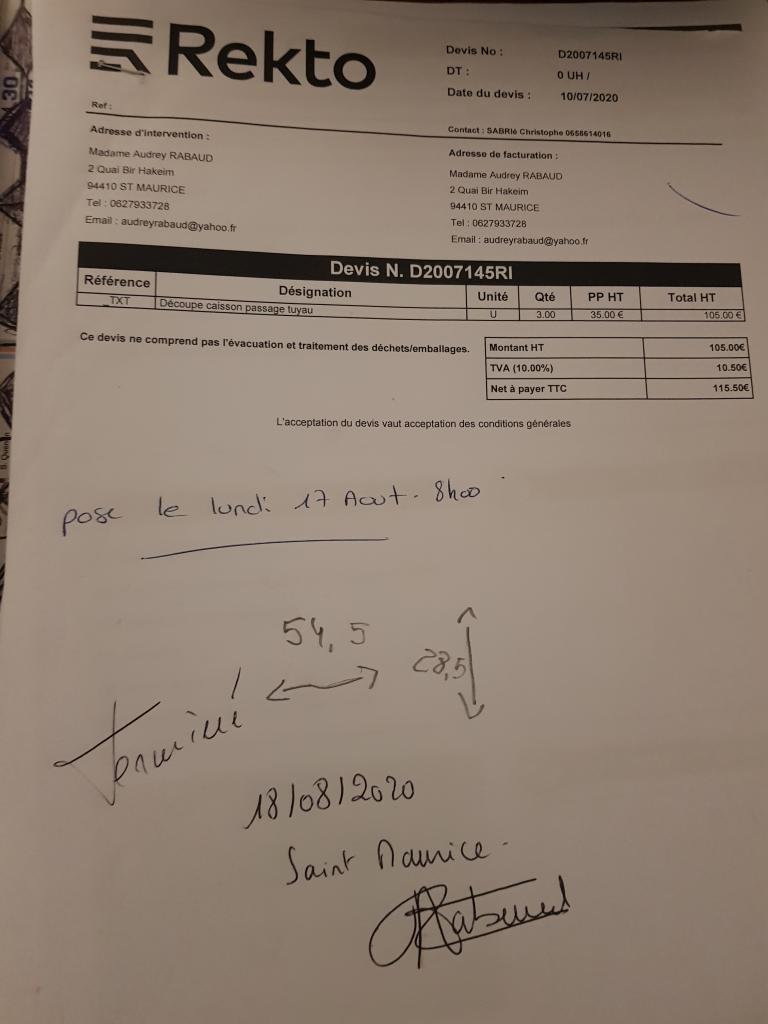 Rekto
Devis No : D2007145RI
DT : 0 UH /
Date du devis : 10/07/2020
Ref :
Contact : SABRIé Christophe 0658614016
Adresse d'intervention :
Madame Audrey RABAUD
2 Quai Bir Hakeim
94410 ST MAURICE
Tel : 0627933728
Email : audreyrabaud@yahoo.fr
Adresse de facturation :
Madame Audrey RABAUD
2 Quai Bir Hakeim
94410 ST MAURICE
Tel : 0627933728
Email : audreyrabaud@yahoo.fr
Devis N. D2007145RI
Référence Désignation Unité Qté PP HT Total HT
_TXT Découpe caisson passage tuyau U 3.00 35.00 € 105.00 €
Ce devis ne comprend pas l'évacuation et traitement des déchets/emballages.
Montant HT 105.00€
TVA (10.00%) 10.50€
Net à payer TTC 115.50€
L'acceptation du devis vaut acceptation des conditions générales
pose le lundi 17 Aout. 8h00
54,5
28,5
terminé
18/08/2020
Saint Maurice.
30